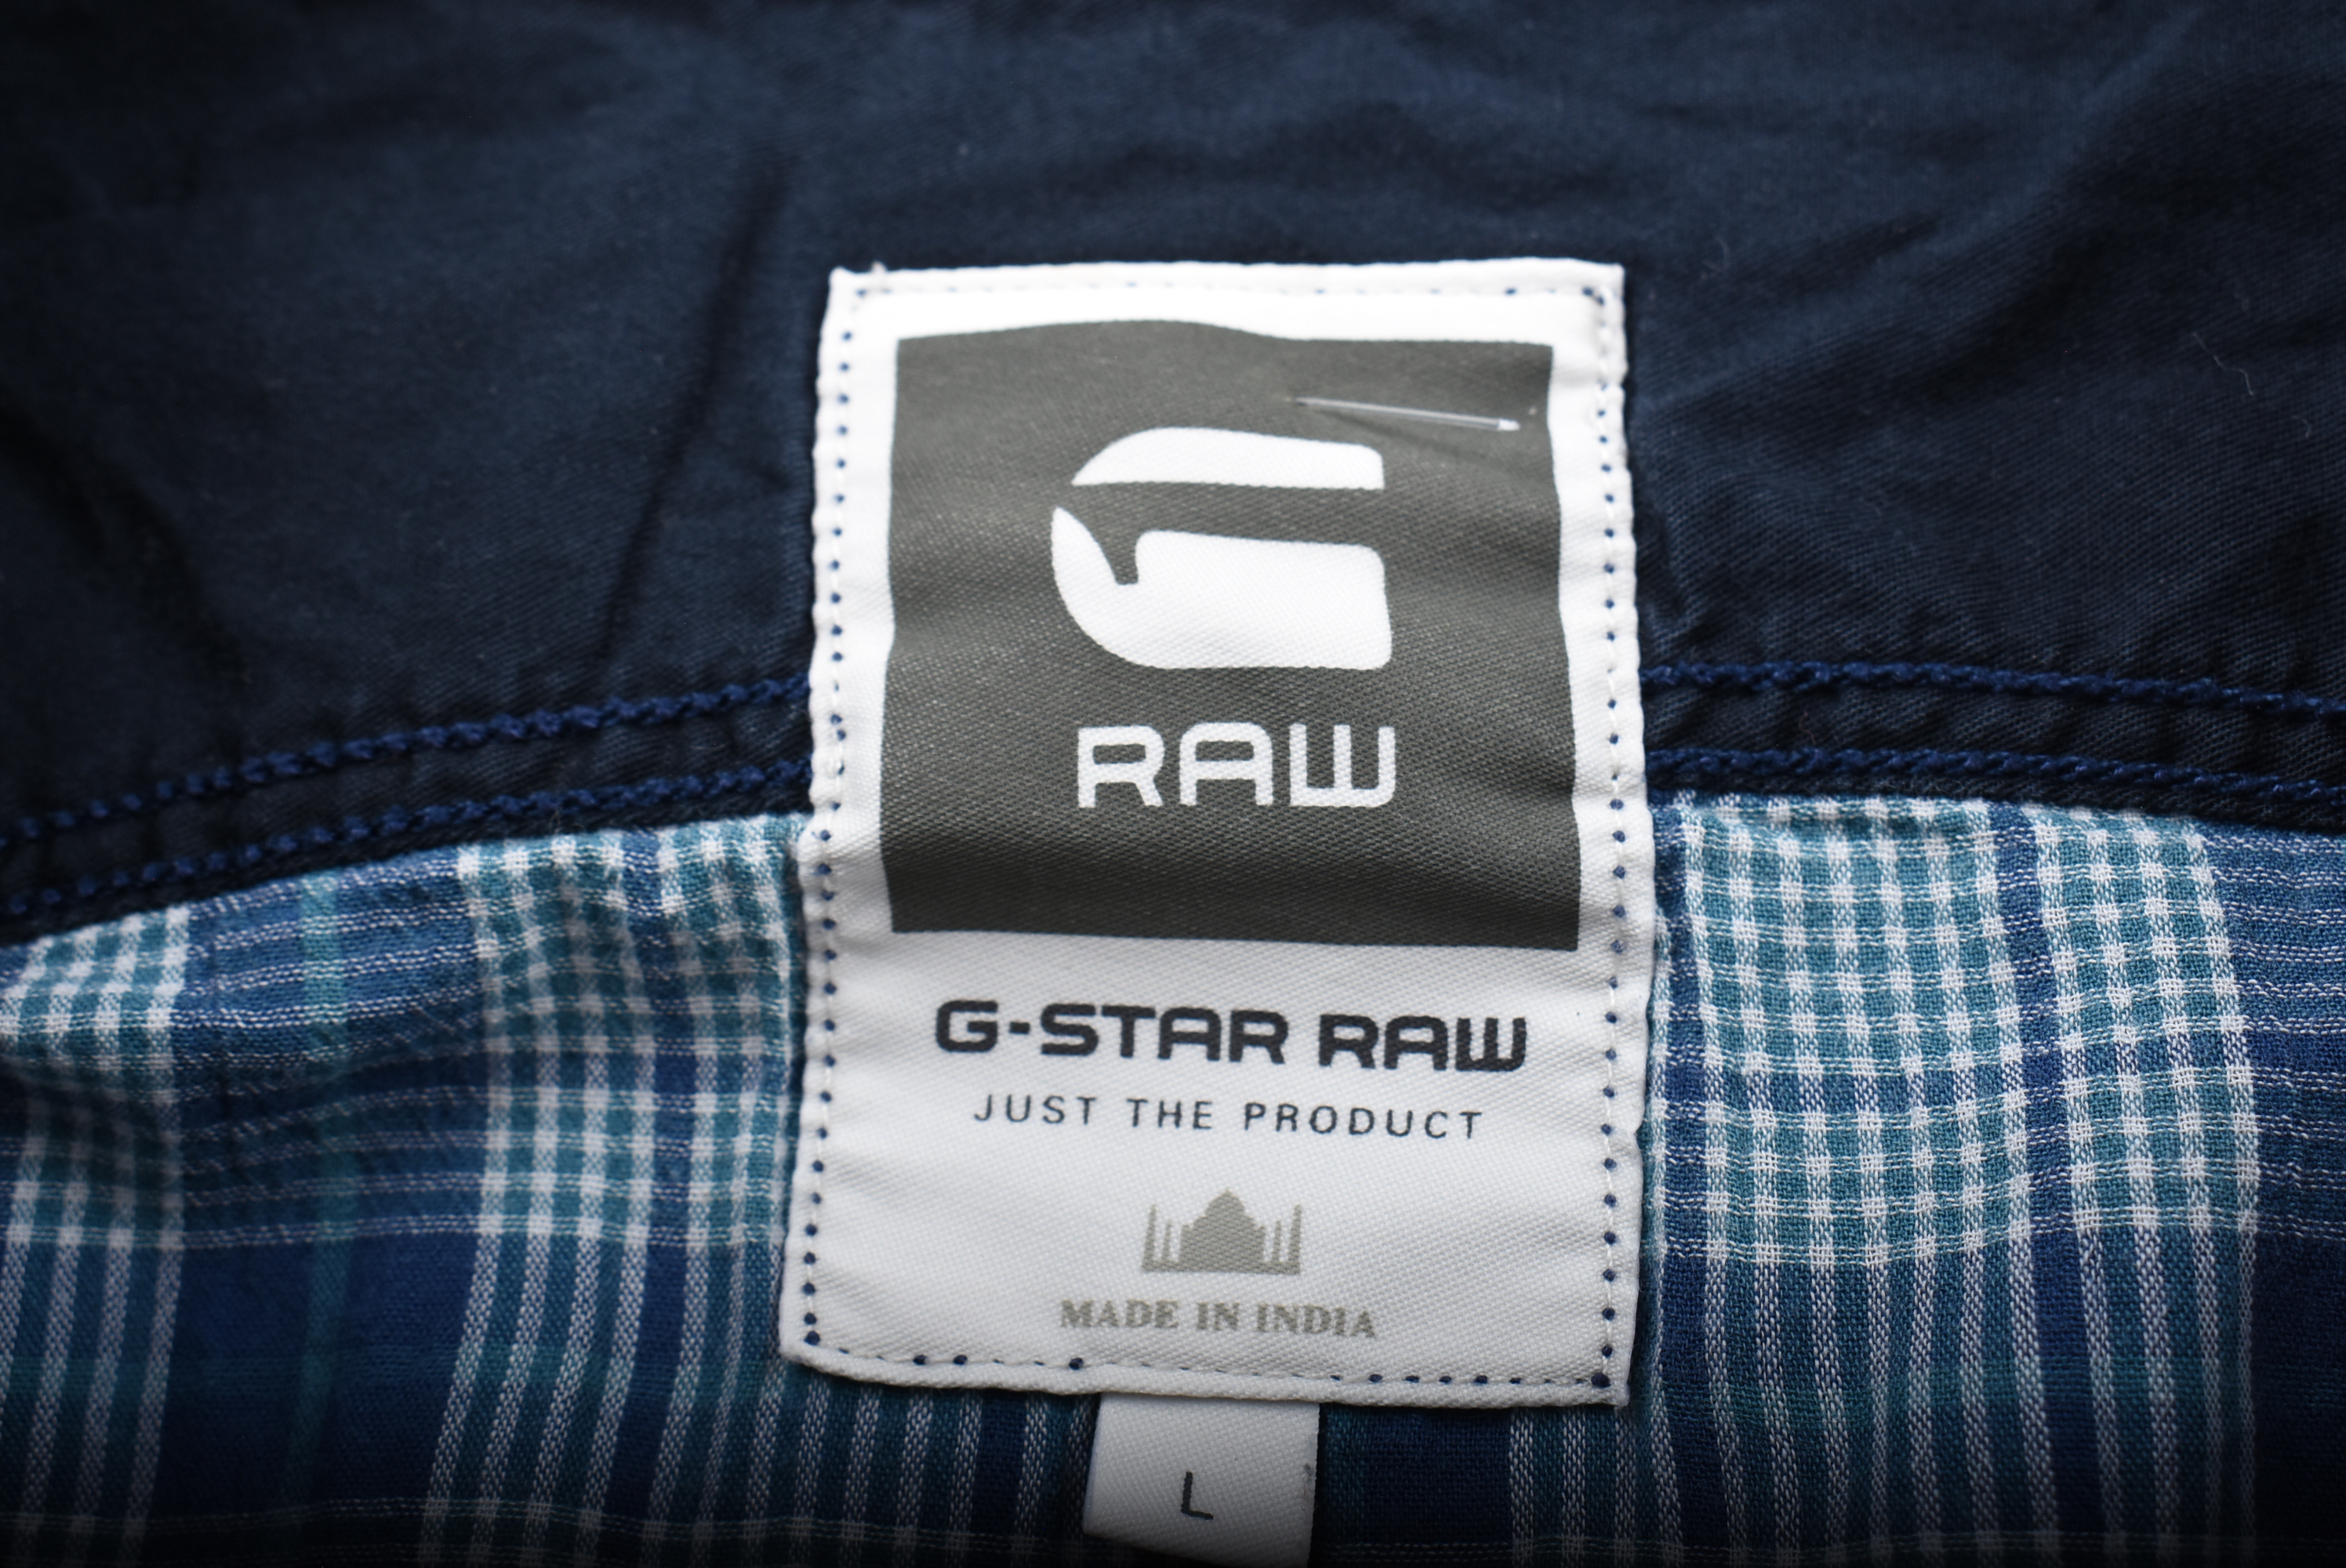 G
RAW
G-STAR RAW
JUST THE PRODUCT
MADE IN INDIA
L